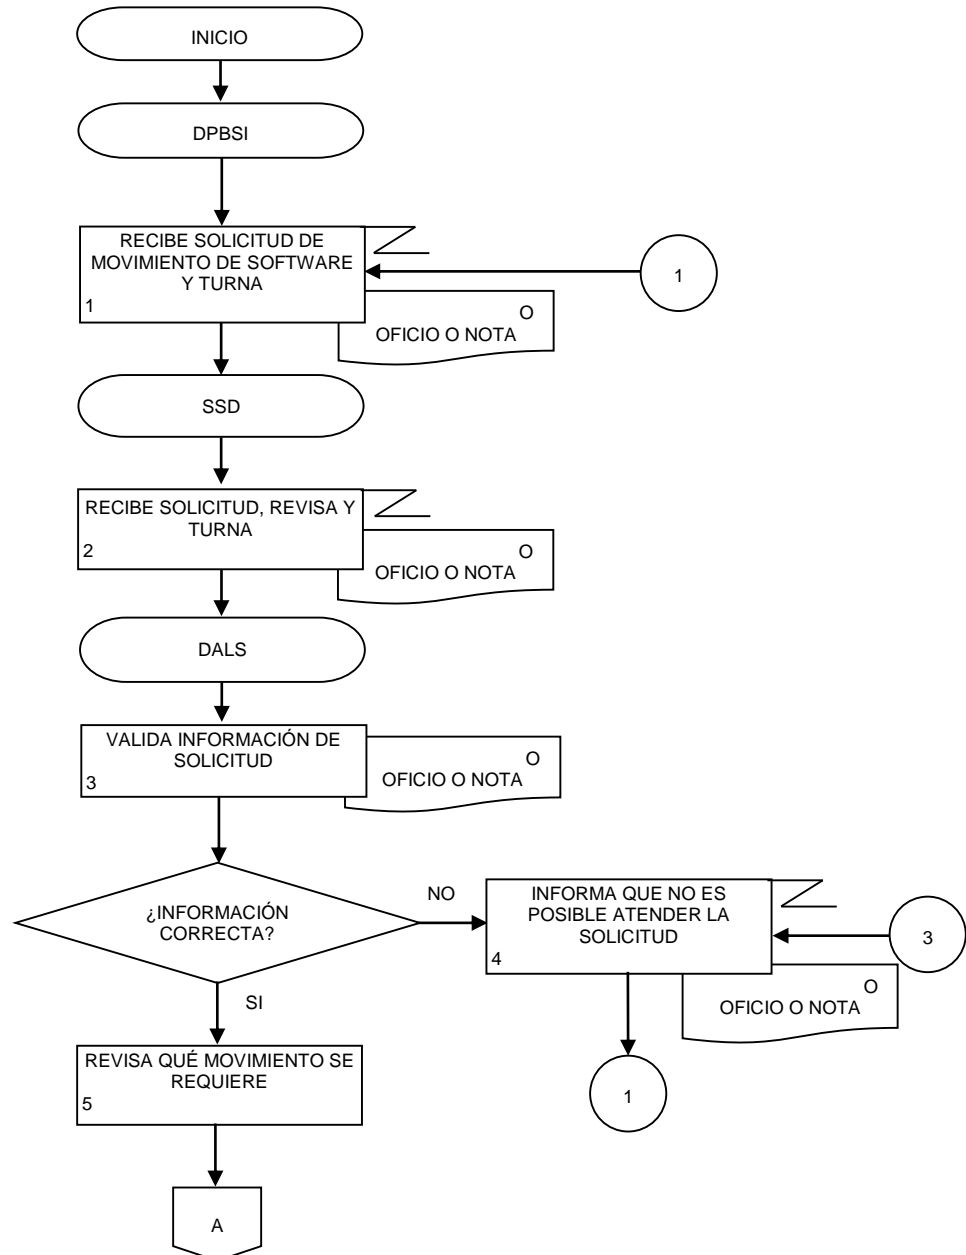 INICIO
DPBSI
RECIBE SOLICITUD DE
MOVIMIENTO DE SOFTWARE
Y TURNA
1
1
O
OFICIO O NOTA
SSD
RECIBE SOLICITUD, REVISA Y
TURNA
2
O
OFICIO O NOTA
DALS
VALIDA INFORMACIÓN DE
SOLICITUD
3
O
OFICIO O NOTA
¿INFORMACIÓN
CORRECTA?
NO
INFORMA QUE NO ES
POSIBLE ATENDER LA
SOLICITUD
4
3
O
OFICIO O NOTA
SI
REVISA QUÉ MOVIMIENTO SE
REQUIERE
5
1
A